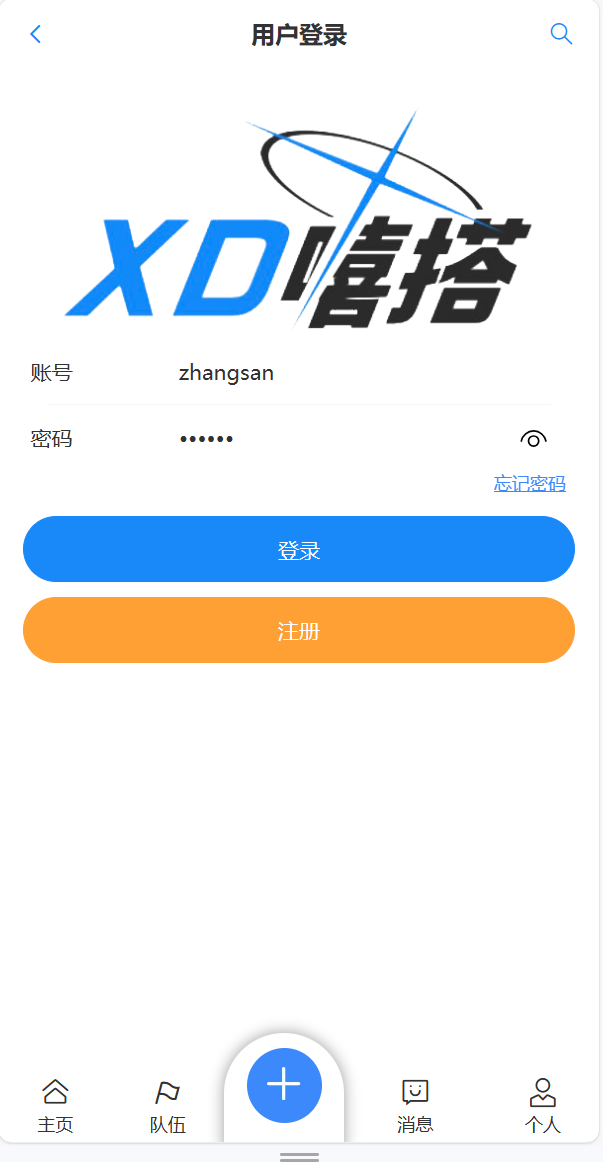 用户登录
XD嘻搭
账号 zhangsan
密码 ••••••
忘记密码
登录
注册
主页 队伍 消息 个人